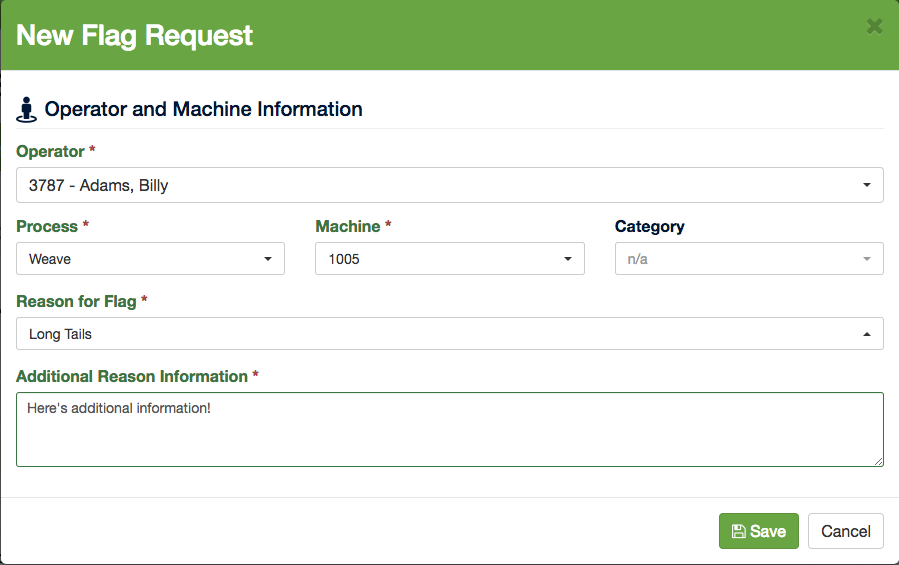 New Flag Request
Operator and Machine Information
Operator *
3787 - Adams, Billy
Process * Machine * Category
Weave 1005 n/a
Reason for Flag *
Long Tails
Additional Reason Information *
Here's additional information!
Save Cancel